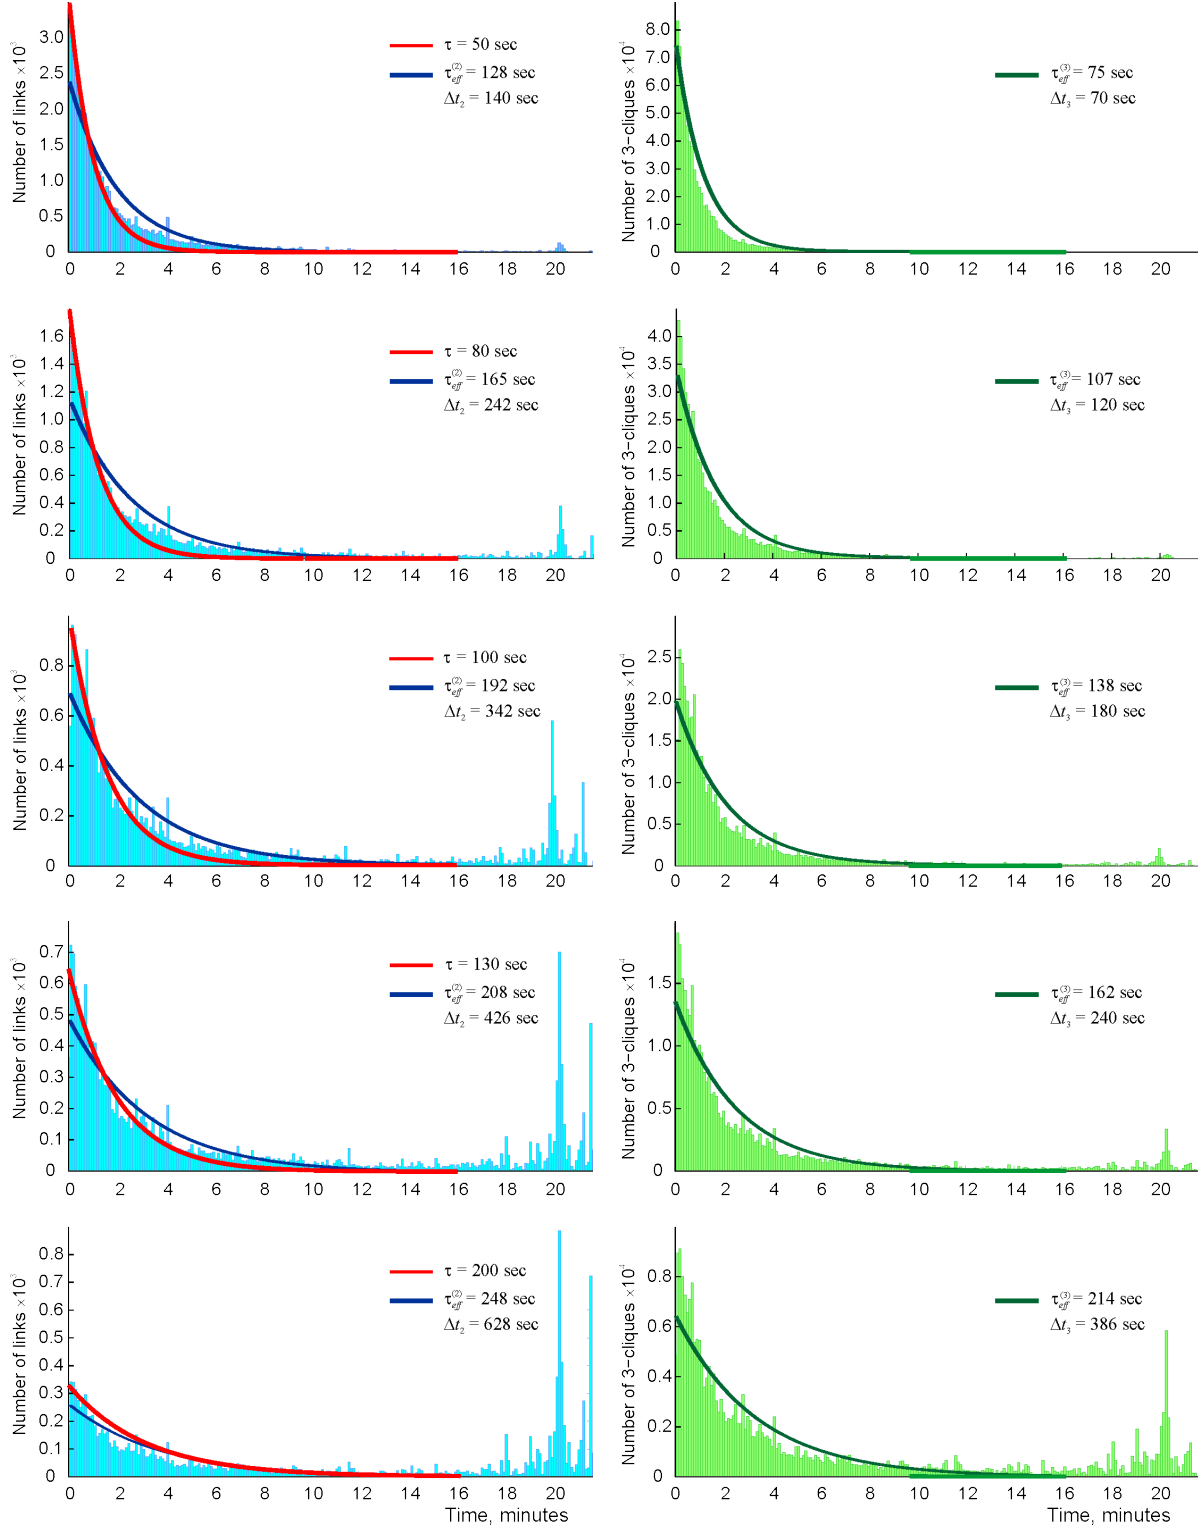 Number of links ×10³
3.0
2.5
2.0
1.5
1.0
0.5
0
0 2 4 6 8 10 12 14 16 18 20
τ = 50 sec
τeff(2) = 128 sec
Δt2 = 140 sec
Number of 3−cliques ×10⁴
8.0
7.0
6.0
5.0
4.0
3.0
2.0
1.0
0
0 2 4 6 8 10 12 14 16 18 20
τeff(3) = 75 sec
Δt3 = 70 sec
Number of links ×10³
1.6
1.4
1.2
1.0
0.8
0.6
0.4
0.2
0
0 2 4 6 8 10 12 14 16 18 20
τ = 80 sec
τeff(2) = 165 sec
Δt2 = 242 sec
Number of 3−cliques ×10⁴
4.0
3.5
3.0
2.5
2.0
1.5
1.0
0.5
0
0 2 4 6 8 10 12 14 16 18 20
τeff(3) = 107 sec
Δt3 = 120 sec
Number of links ×10³
0.8
0.6
0.4
0.2
0
0 2 4 6 8 10 12 14 16 18 20
τ = 100 sec
τeff(2) = 192 sec
Δt2 = 342 sec
Number of 3−cliques ×10⁴
2.5
2.0
1.5
1.0
0.5
0
0 2 4 6 8 10 12 14 16 18 20
τeff(3) = 138 sec
Δt3 = 180 sec
Number of links ×10³
0.7
0.6
0.5
0.4
0.3
0.2
0.1
0
0 2 4 6 8 10 12 14 16 18 20
τ = 130 sec
τeff(2) = 208 sec
Δt2 = 426 sec
Number of 3−cliques ×10⁴
1.5
1.0
0.5
0
0 2 4 6 8 10 12 14 16 18 20
τeff(3) = 162 sec
Δt3 = 240 sec
Number of links ×10³
0.8
0.8
0.7
0.6
0.5
0.4
0.3
0.2
0.1
0
0 2 4 6 8 10 12 14 16 18 20
Time, minutes
τ = 200 sec
τeff(2) = 248 sec
Δt2 = 628 sec
Number of 3−cliques ×10⁴
0.8
0.6
0.4
0.2
0
0 2 4 6 8 10 12 14 16 18 20
Time, minutes
τeff(3) = 214 sec
Δt3 = 386 sec